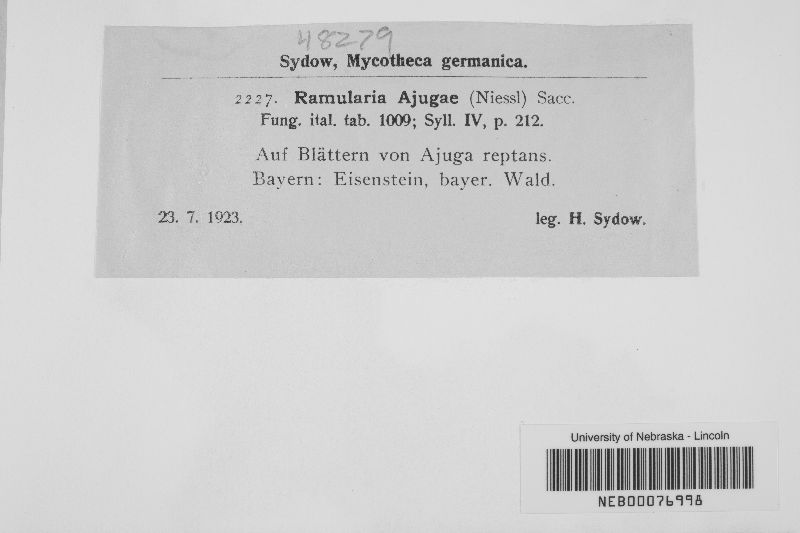 48279
Sydow, Mycotheca germanica.
2227. Ramularia Ajugae (Niessl) Sacc.
Fung. ital. tab. 1009; Syll. IV, p. 212.
Auf Blättern von Ajuga reptans.
Bayern: Eisenstein, bayer. Wald.
23. 7. 1923. leg. H. Sydow.
University of Nebraska - Lincoln
NEB00076998